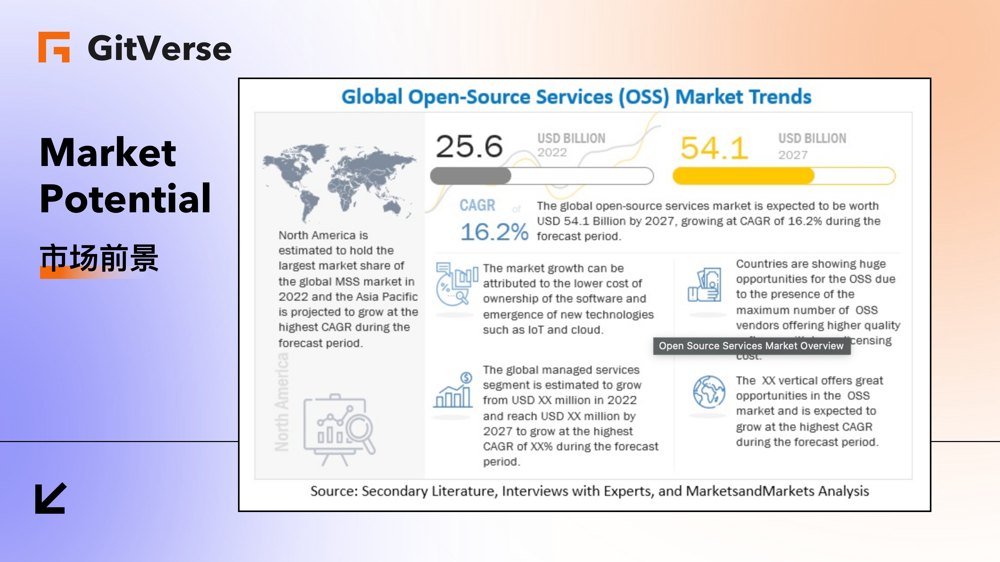 GitVerse
Market
Potential
市场前景
Global Open-Source Services (OSS) Market Trends
North America is
estimated to hold the
largest market share of
the global MSS market in
2022 and the Asia Pacific
is projected to grow at the
highest CAGR during the
forecast period.
North America
25.6
USD BILLION
2022
54.1
USD BILLION
2027
CAGR of
16.2%
The global open-source services market is expected to be worth
USD 54.1 Billion by 2027, growing at CAGR of 16.2% during the
forecast period.
The market growth can be
attributed to the lower cost of
ownership of the software and
emergence of new technologies
such as IoT and cloud.
Countries are showing huge
opportunities for the OSS due
to the presence of the
maximum number of OSS
vendors offering higher quality
cost.
Open Source Services Market Overview
The global managed services
segment is estimated to grow
from USD XX million in 2022
and reach USD XX million by
2027 to grow at the highest
CAGR of XX% during the forecast
period.
The XX vertical offers great
opportunities in the OSS
market and is expected to
grow at the highest CAGR
during the forecast period.
Source: Secondary Literature, Interviews with Experts, and MarketsandMarkets Analysis